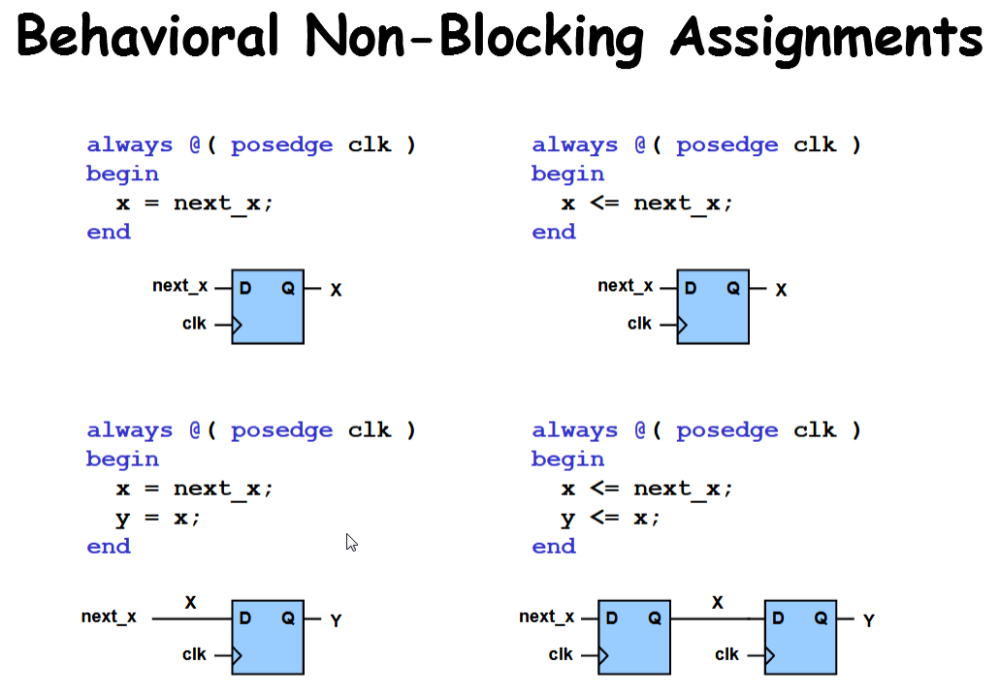 Behavioral Non-Blocking Assignments
always @( posedge clk )
begin
x = next_x;
end
next_x D Q X
clk
always @( posedge clk )
begin
x <= next_x;
end
next_x D Q X
clk
always @( posedge clk )
begin
x = next_x;
y = x;
end
X
next_x D Q Y
clk
always @( posedge clk )
begin
x <= next_x;
y <= x;
end
X
next_x D Q D Q Y
clk clk